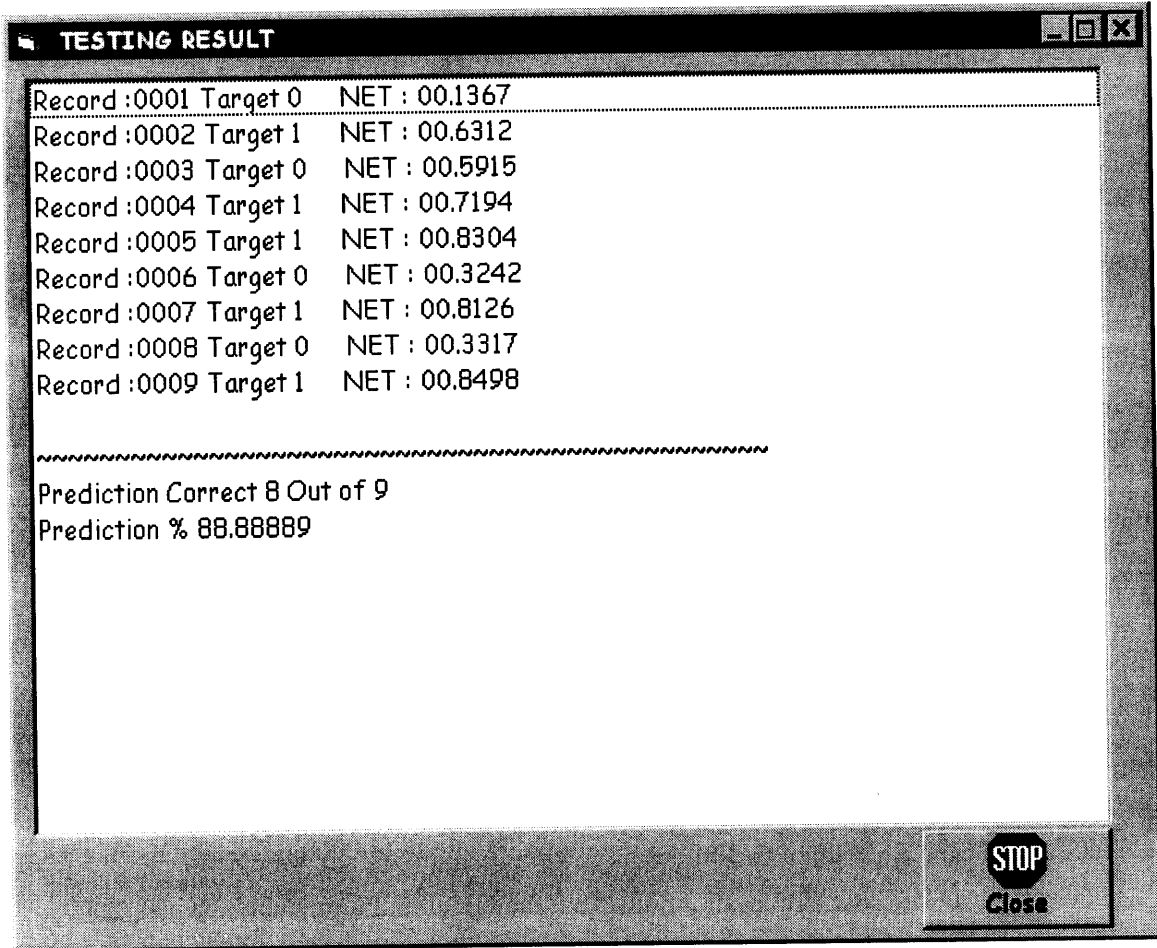 TESTING RESULT
Record :0001 Target 0 NET : 00.1367
Record :0002 Target 1 NET : 00.6312
Record :0003 Target 0 NET : 00.5915
Record :0004 Target 1 NET : 00.7194
Record :0005 Target 1 NET : 00.8304
Record :0006 Target 0 NET : 00.3242
Record :0007 Target 1 NET : 00.8126
Record :0008 Target 0 NET : 00.3317
Record :0009 Target 1 NET : 00.8498
~~~~~~~~~~~~~~~~~~~~~~~~~~~~~~~~~~~~~~~~~~~~~~~~
Prediction Correct 8 Out of 9
Prediction % 88.88889
STOP
Close